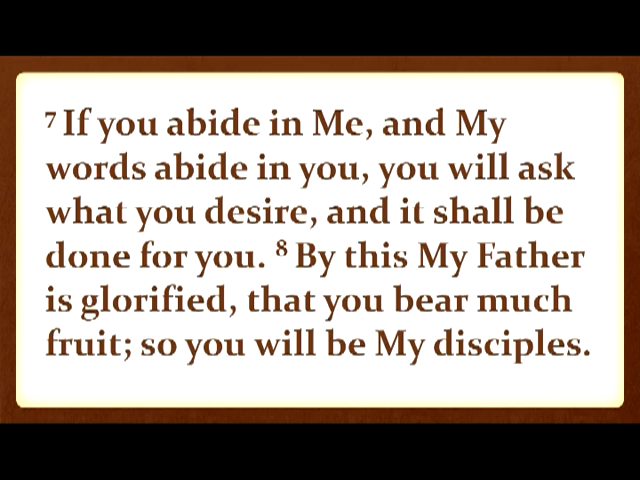 7 If you abide in Me, and My
words abide in you, you will ask
what you desire, and it shall be
done for you. 8 By this My Father
is glorified, that you bear much
fruit; so you will be My disciples.